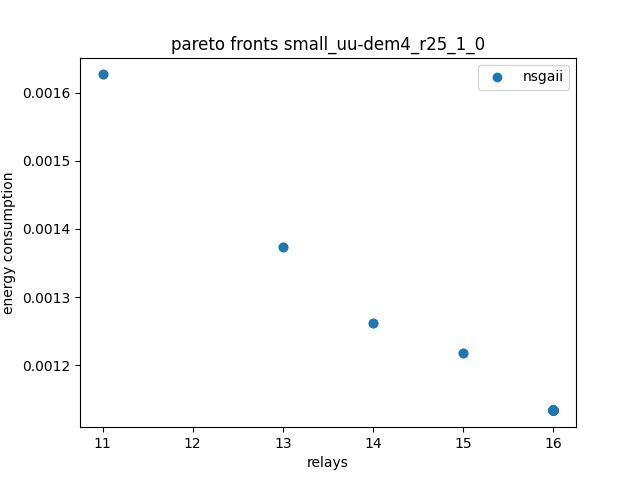 pareto fronts small_uu-dem4_r25_1_0
nsgaii
0.0016
0.0015
0.0014
0.0013
0.0012
energy consumption
11 12 13 14 15 16
relays